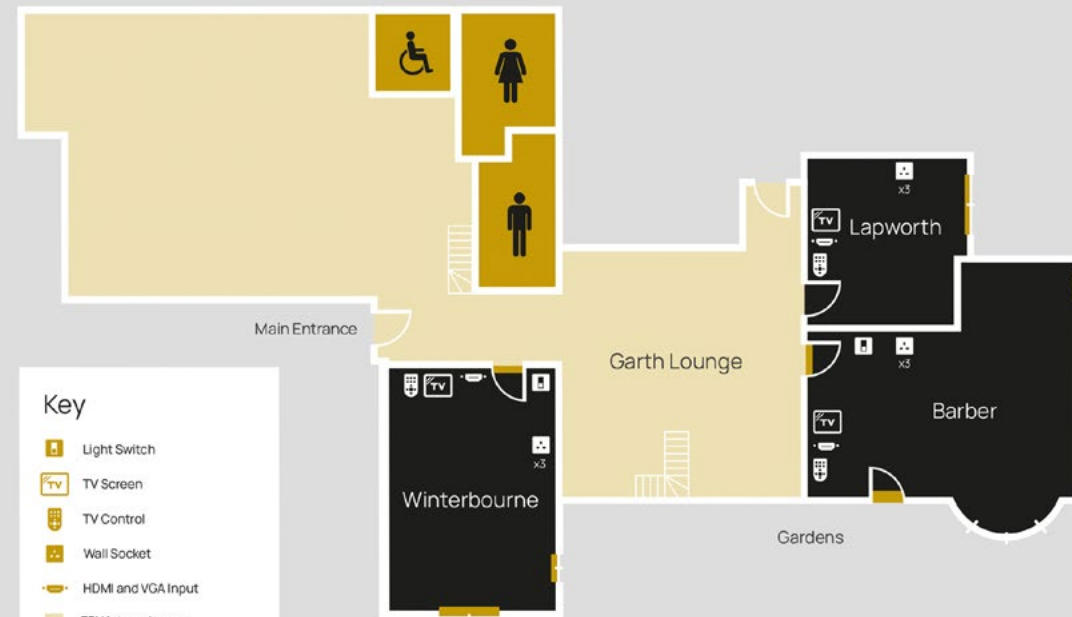 x3
TV
Lapworth
Main Entrance
Garth Lounge
x3
Key
TV
Barber
Light Switch
TV
x3
TV
TV Screen
Winterbourne
TV Control
Gardens
Wall Socket
HDMI and VGA Input